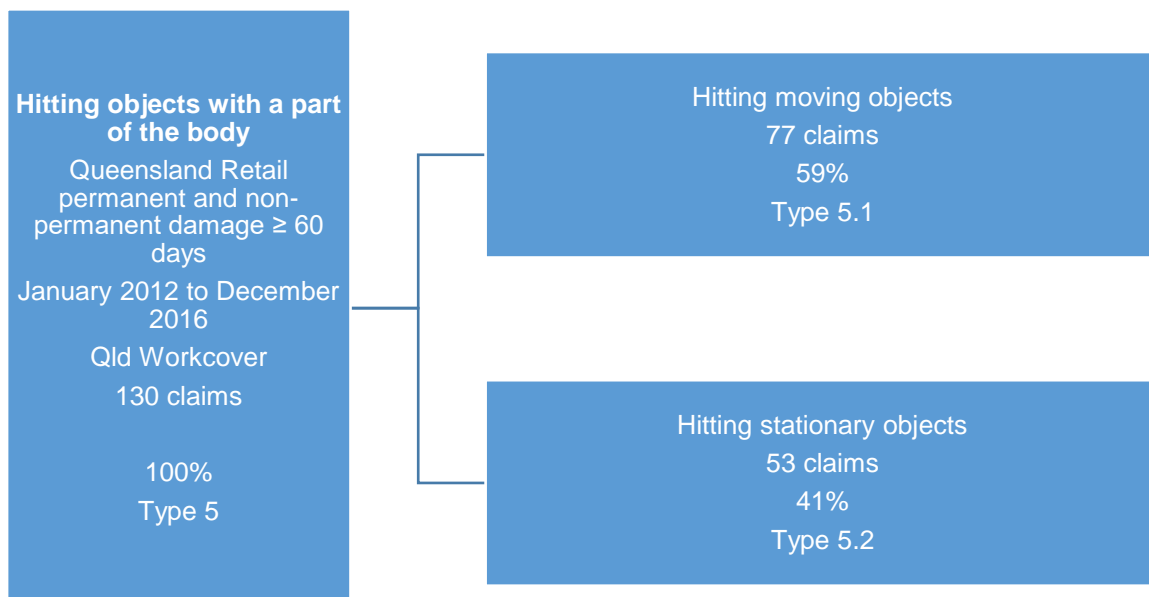 Hitting objects with a part
of the body
Queensland Retail
permanent and non-
permanent damage ≥ 60
days
January 2012 to December
2016
Qld Workcover
130 claims
100%
Type 5
Hitting moving objects
77 claims
59%
Type 5.1
Hitting stationary objects
53 claims
41%
Type 5.2